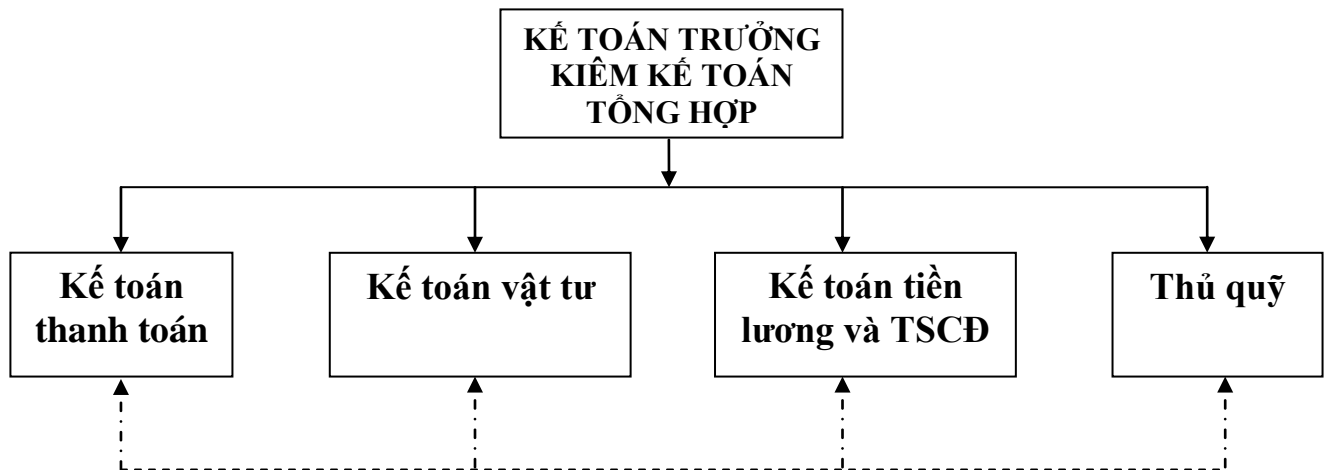 KẾ TOÁN TRƯỞNG
KIÊM KẾ TOÁN
TỔNG HỢP
Kế toán
thanh toán
Kế toán vật tư
Kế toán tiền
lương và TSCĐ
Thủ quỹ